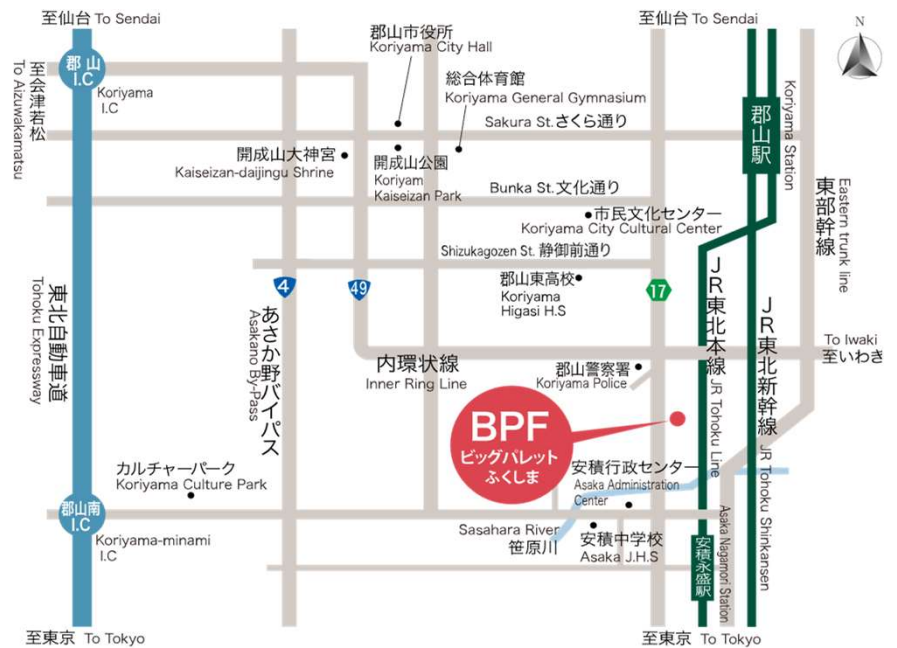 至仙台 To Sendai
至仙台 To Sendai
N
郡山
I.C
Koriyama
I.C
至会津若松
To Aizuwakamatsu
郡山市役所
Koriyama City Hall
総合体育館
Koriyama General Gymnasium
Sakura St. さくら通り
郡山駅
Koriyama Station
開成山大神宮
Kaiseizan-daijingu Shrine
開成山公園
Koriyam
Kaiseizan Park
Bunka St. 文化通り
市民文化センター
Koriyama City Cultural Center
東部幹線
Eastern trunk line
Shizukagozen St. 静御前通り
郡山東高校
Koriyama
Higasi H.S
4
49
17
東北自動車道
Tohoku Expressway
あさか野バイパス
Asakano By-Pass
内環状線
Inner Ring Line
JR東北本線
JR Tohoku Line
JR東北新幹線
JR Tohoku Shinkansen
To Iwaki
至いわき
郡山警察署
Koriyama Police
BPF
ビッグパレット
ふくしま
カルチャーパーク
Koriyama Culture Park
安積行政センター
Asaka Administration
Center
郡山南
I.C
Koriyama-minami
I.C
Sasahara River
笹原川
安積中学校
Asaka J.H.S
安積永盛駅
Asaka Nagamori Station
至東京 To Tokyo
至東京 To Tokyo